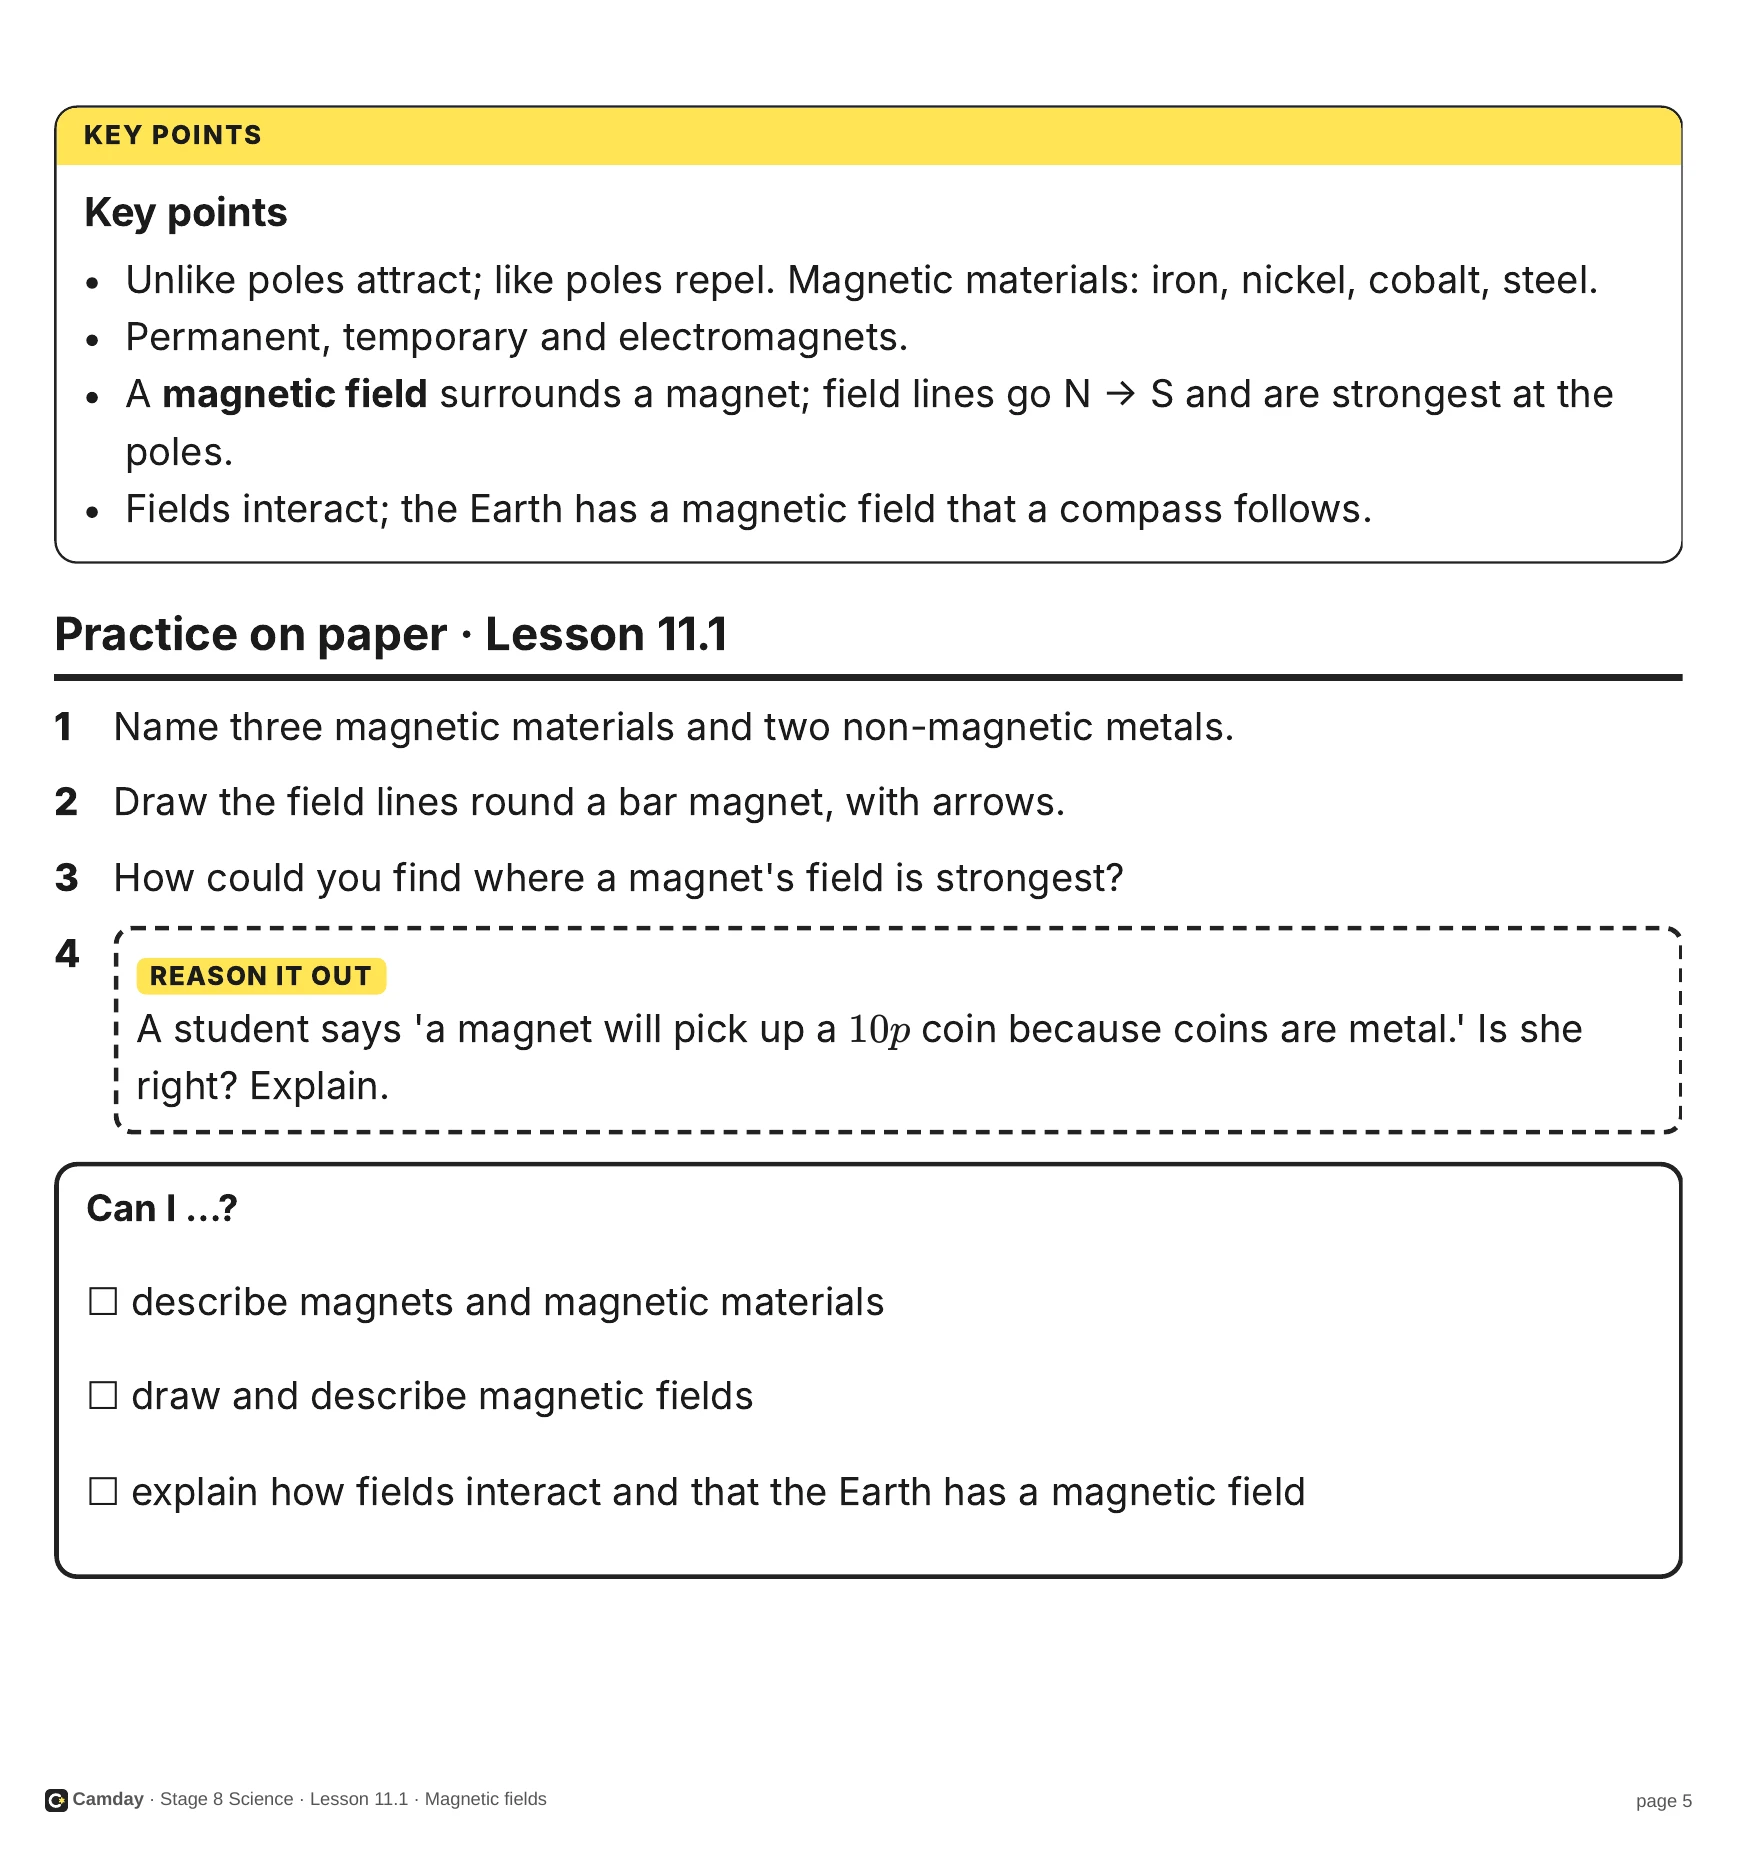 KEY POINTS
Key points
• Unlike poles attract; like poles repel. Magnetic materials: iron, nickel, cobalt, steel.
• Permanent, temporary and electromagnets.
• A magnetic field surrounds a magnet; field lines go N → S and are strongest at the
poles.
• Fields interact; the Earth has a magnetic field that a compass follows.
Practice on paper · Lesson 11.1
1 Name three magnetic materials and two non-magnetic metals.
2 Draw the field lines round a bar magnet, with arrows.
3 How could you find where a magnet's field is strongest?
4
REASON IT OUT
A student says 'a magnet will pick up a 10p coin because coins are metal.' Is she
right? Explain.
Can I ...?
☐ describe magnets and magnetic materials
☐ draw and describe magnetic fields
☐ explain how fields interact and that the Earth has a magnetic field
Camday · Stage 8 Science · Lesson 11.1 · Magnetic fields
page 5